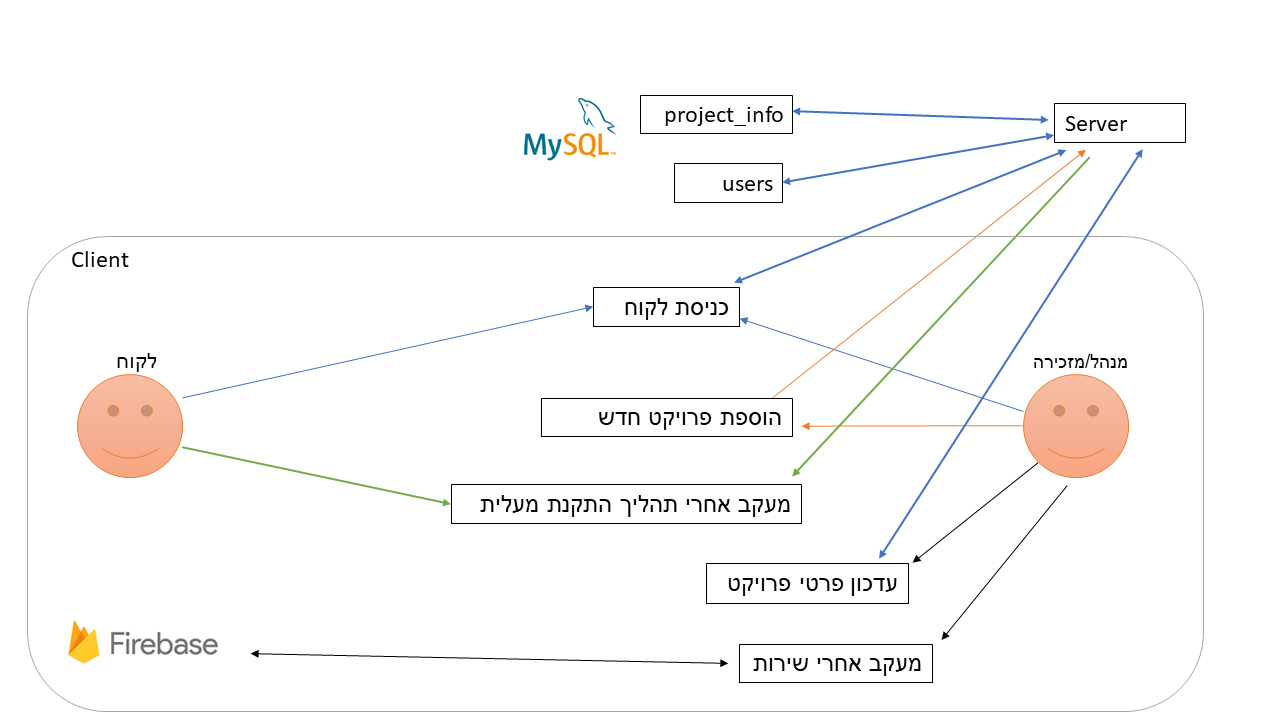 project_info
Server
MySQL
users
Client
כניסת לקוח
לקוח
מנהל/מזכירה
הוספת פרויקט חדש
מעקב אחרי תהליך התקנת מעלית
עדכון פרטי פרויקט
Firebase
מעקב אחרי שירות